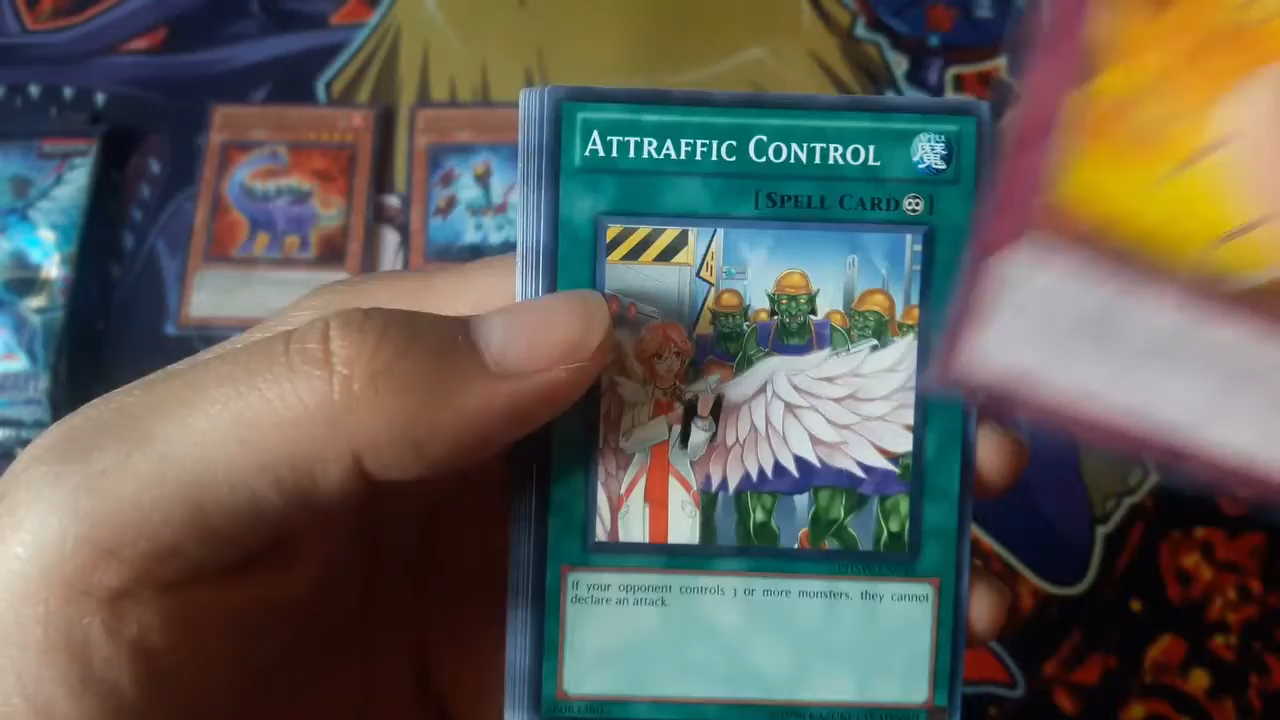 ATTRAFFIC CONTROL
魔
[SPELL CARD ]
If your opponent controls 3 or more monsters, they cannot
declare an attack.